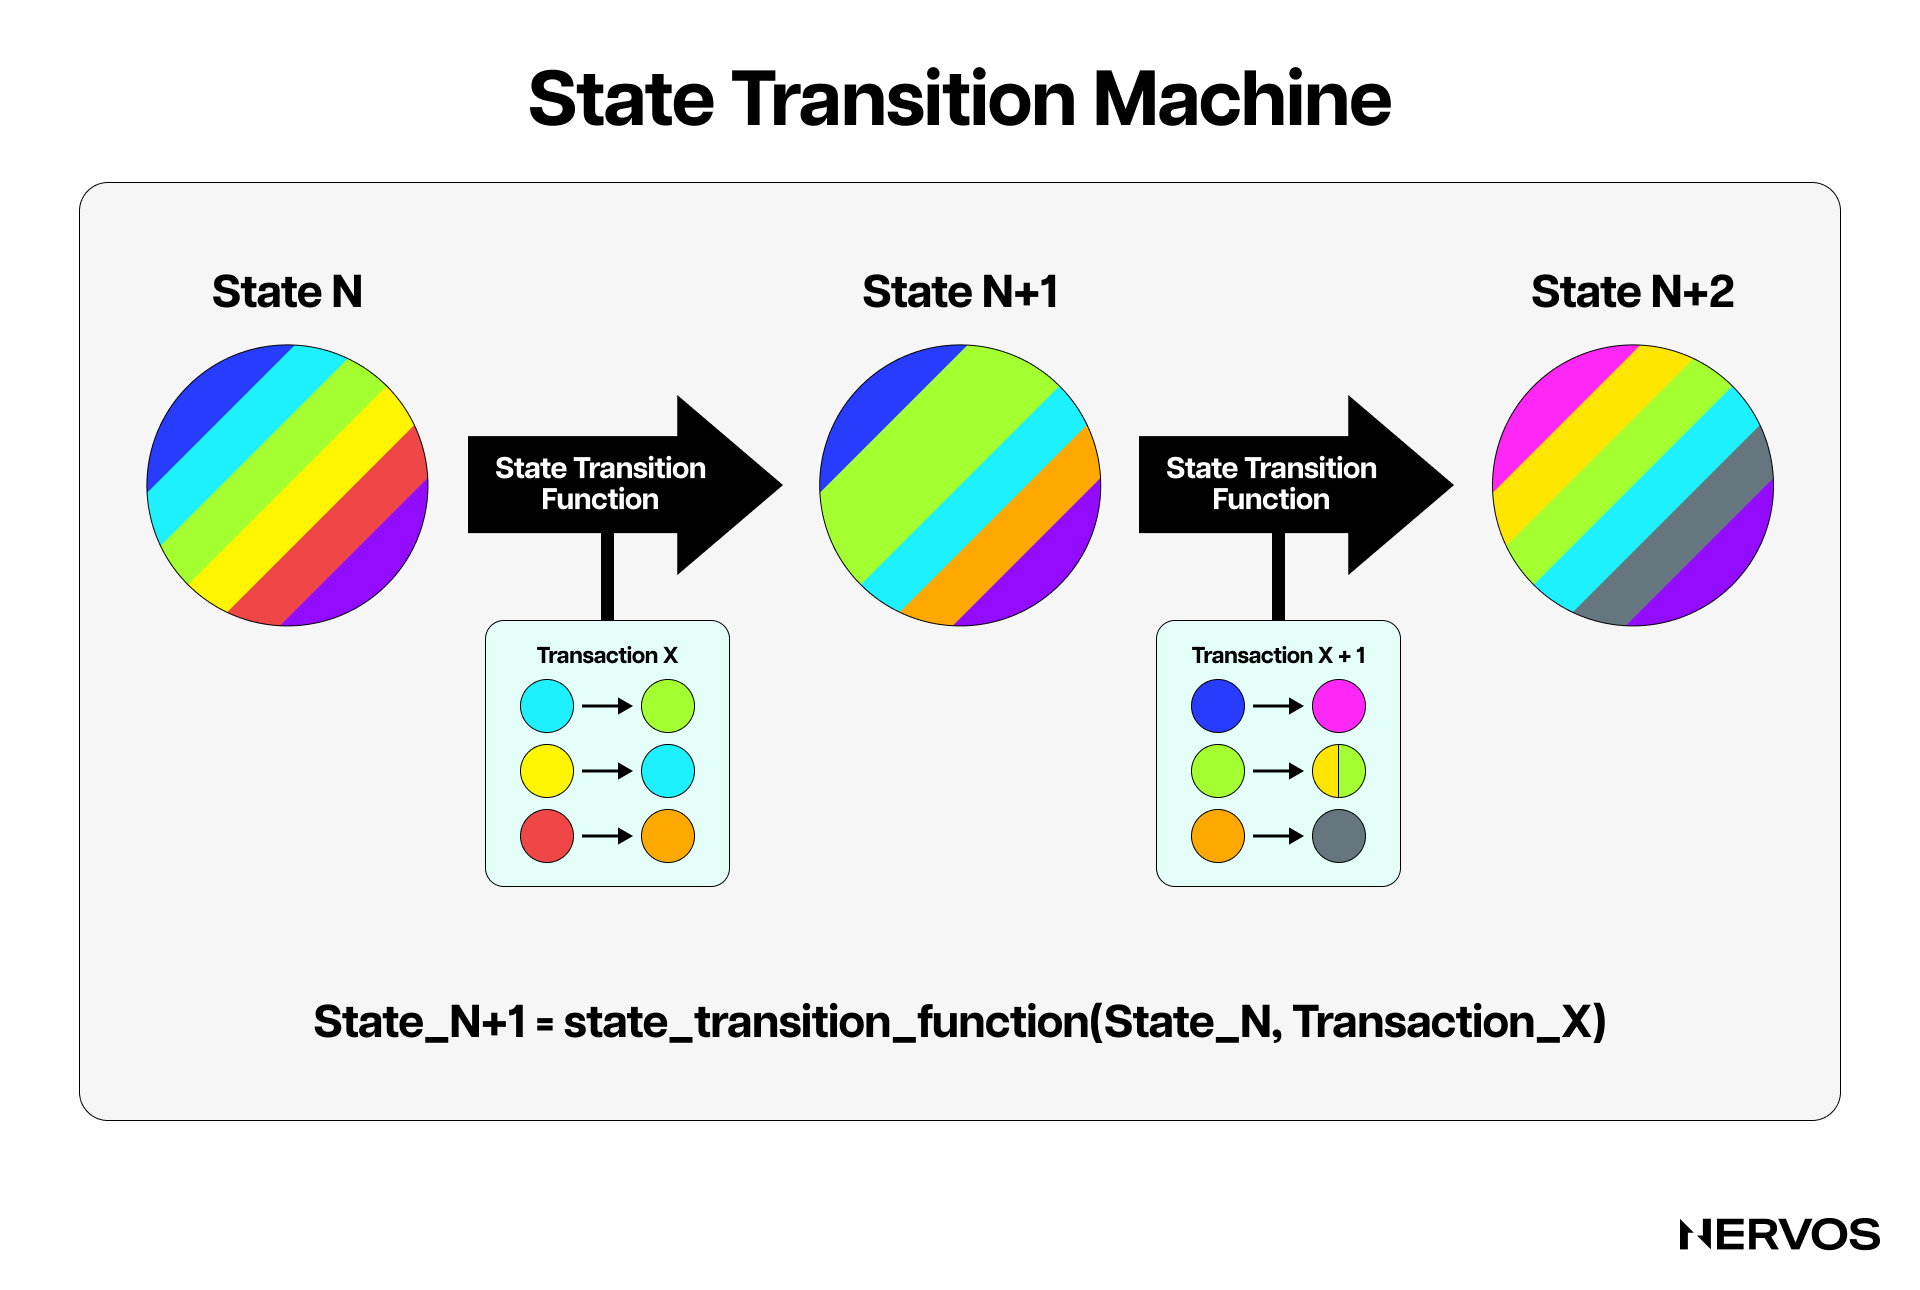 State Transition Machine
State N
State N+1
State N+2
State Transition
Function
State Transition
Function
Transaction X
Transaction X + 1
State_N+1 = state_transition_function(State_N, Transaction_X)
NERVOS